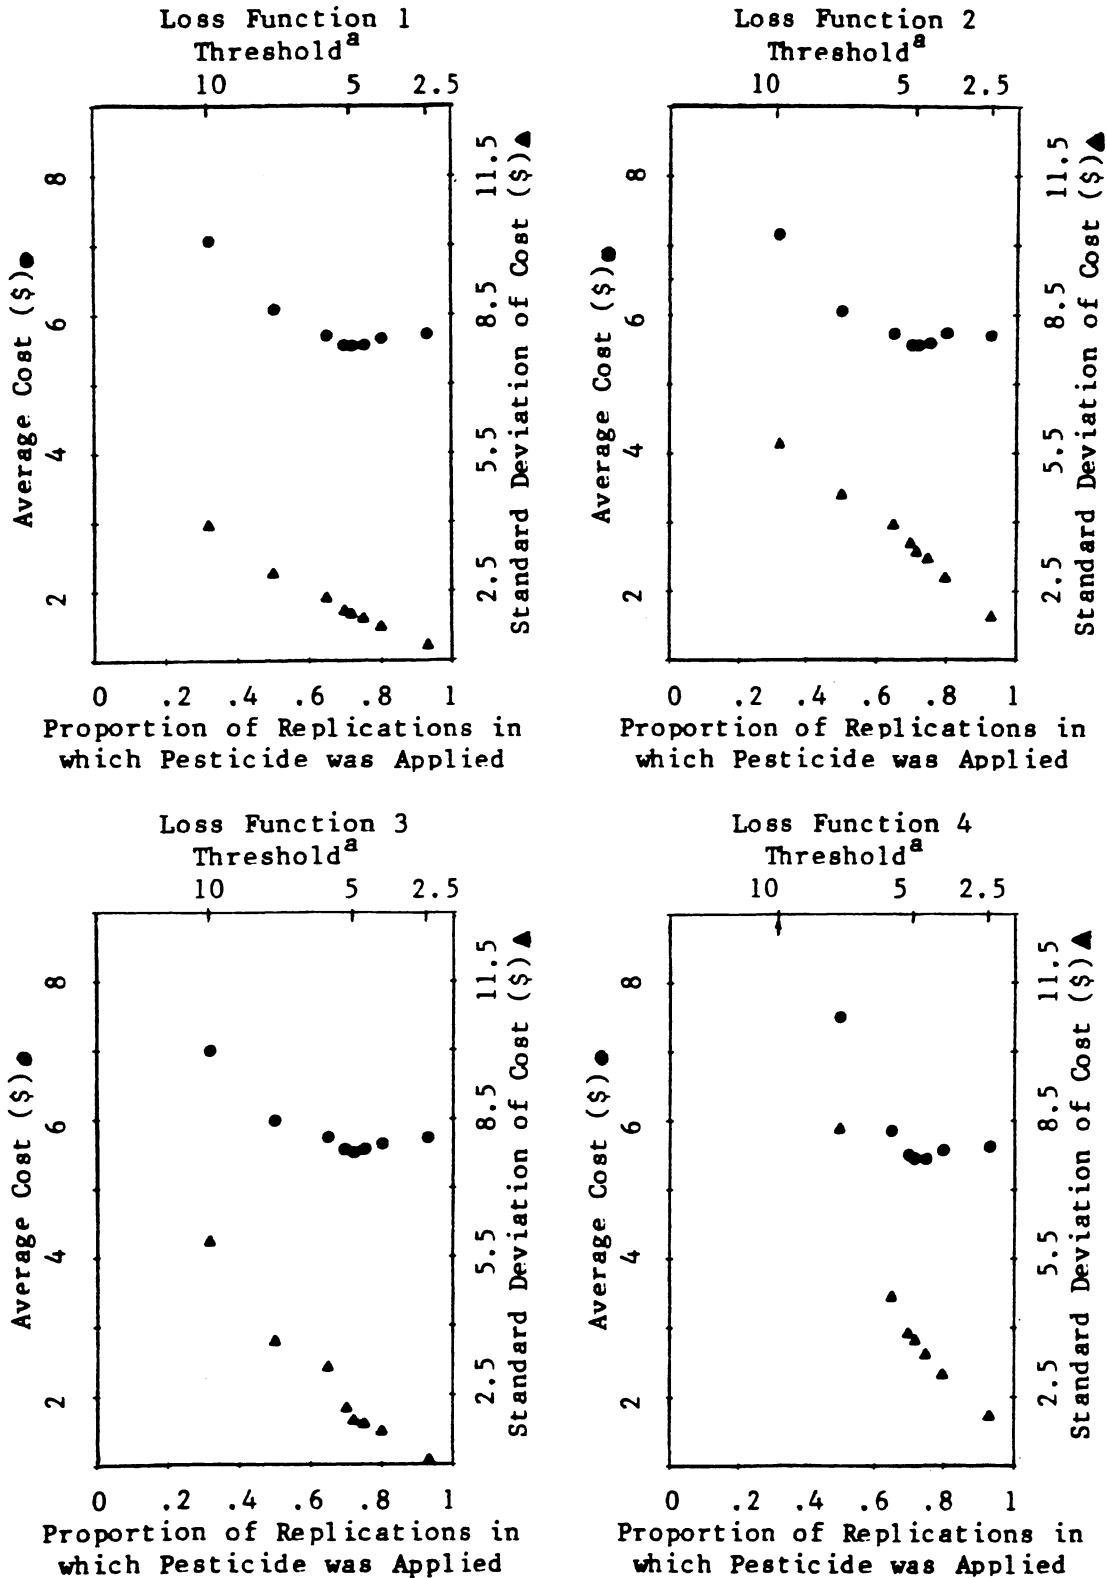 Loss Function 1
Threshold^a
10 5 2.5
Average Cost ($)●
8
6
4
2
Standard Deviation of Cost ($)▲
11.5
8.5
5.5
2.5
0 .2 .4 .6 .8 1
Proportion of Replications in
which Pesticide was Applied
Loss Function 2
Threshold^a
10 5 2.5
Average Cost ($)●
8
6
4
2
Standard Deviation of Cost ($)▲
11.5
8.5
5.5
2.5
0 .2 .4 .6 .8 1
Proportion of Replications in
which Pesticide was Applied
Loss Function 3
Threshold^a
10 5 2.5
Average Cost ($)●
8
6
4
2
Standard Deviation of Cost ($)▲
11.5
8.5
5.5
2.5
0 .2 .4 .6 .8 1
Proportion of Replications in
which Pesticide was Applied
Loss Function 4
Threshold^a
10 5 2.5
Average Cost ($)●
8
6
4
2
Standard Deviation of Cost ($)▲
11.5
8.5
5.5
2.5
0 .2 .4 .6 .8 1
Proportion of Replications in
which Pesticide was Applied